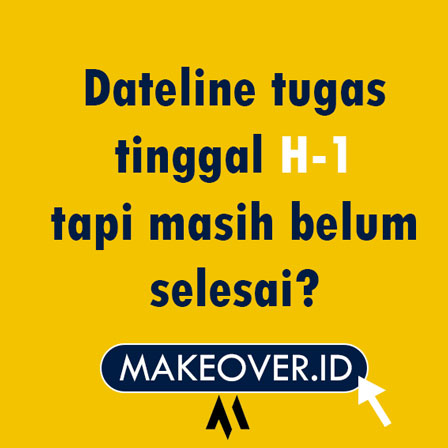 Dateline tugas
tinggal H-1
tapi masih belum
selesai?
MAKEOVER.ID